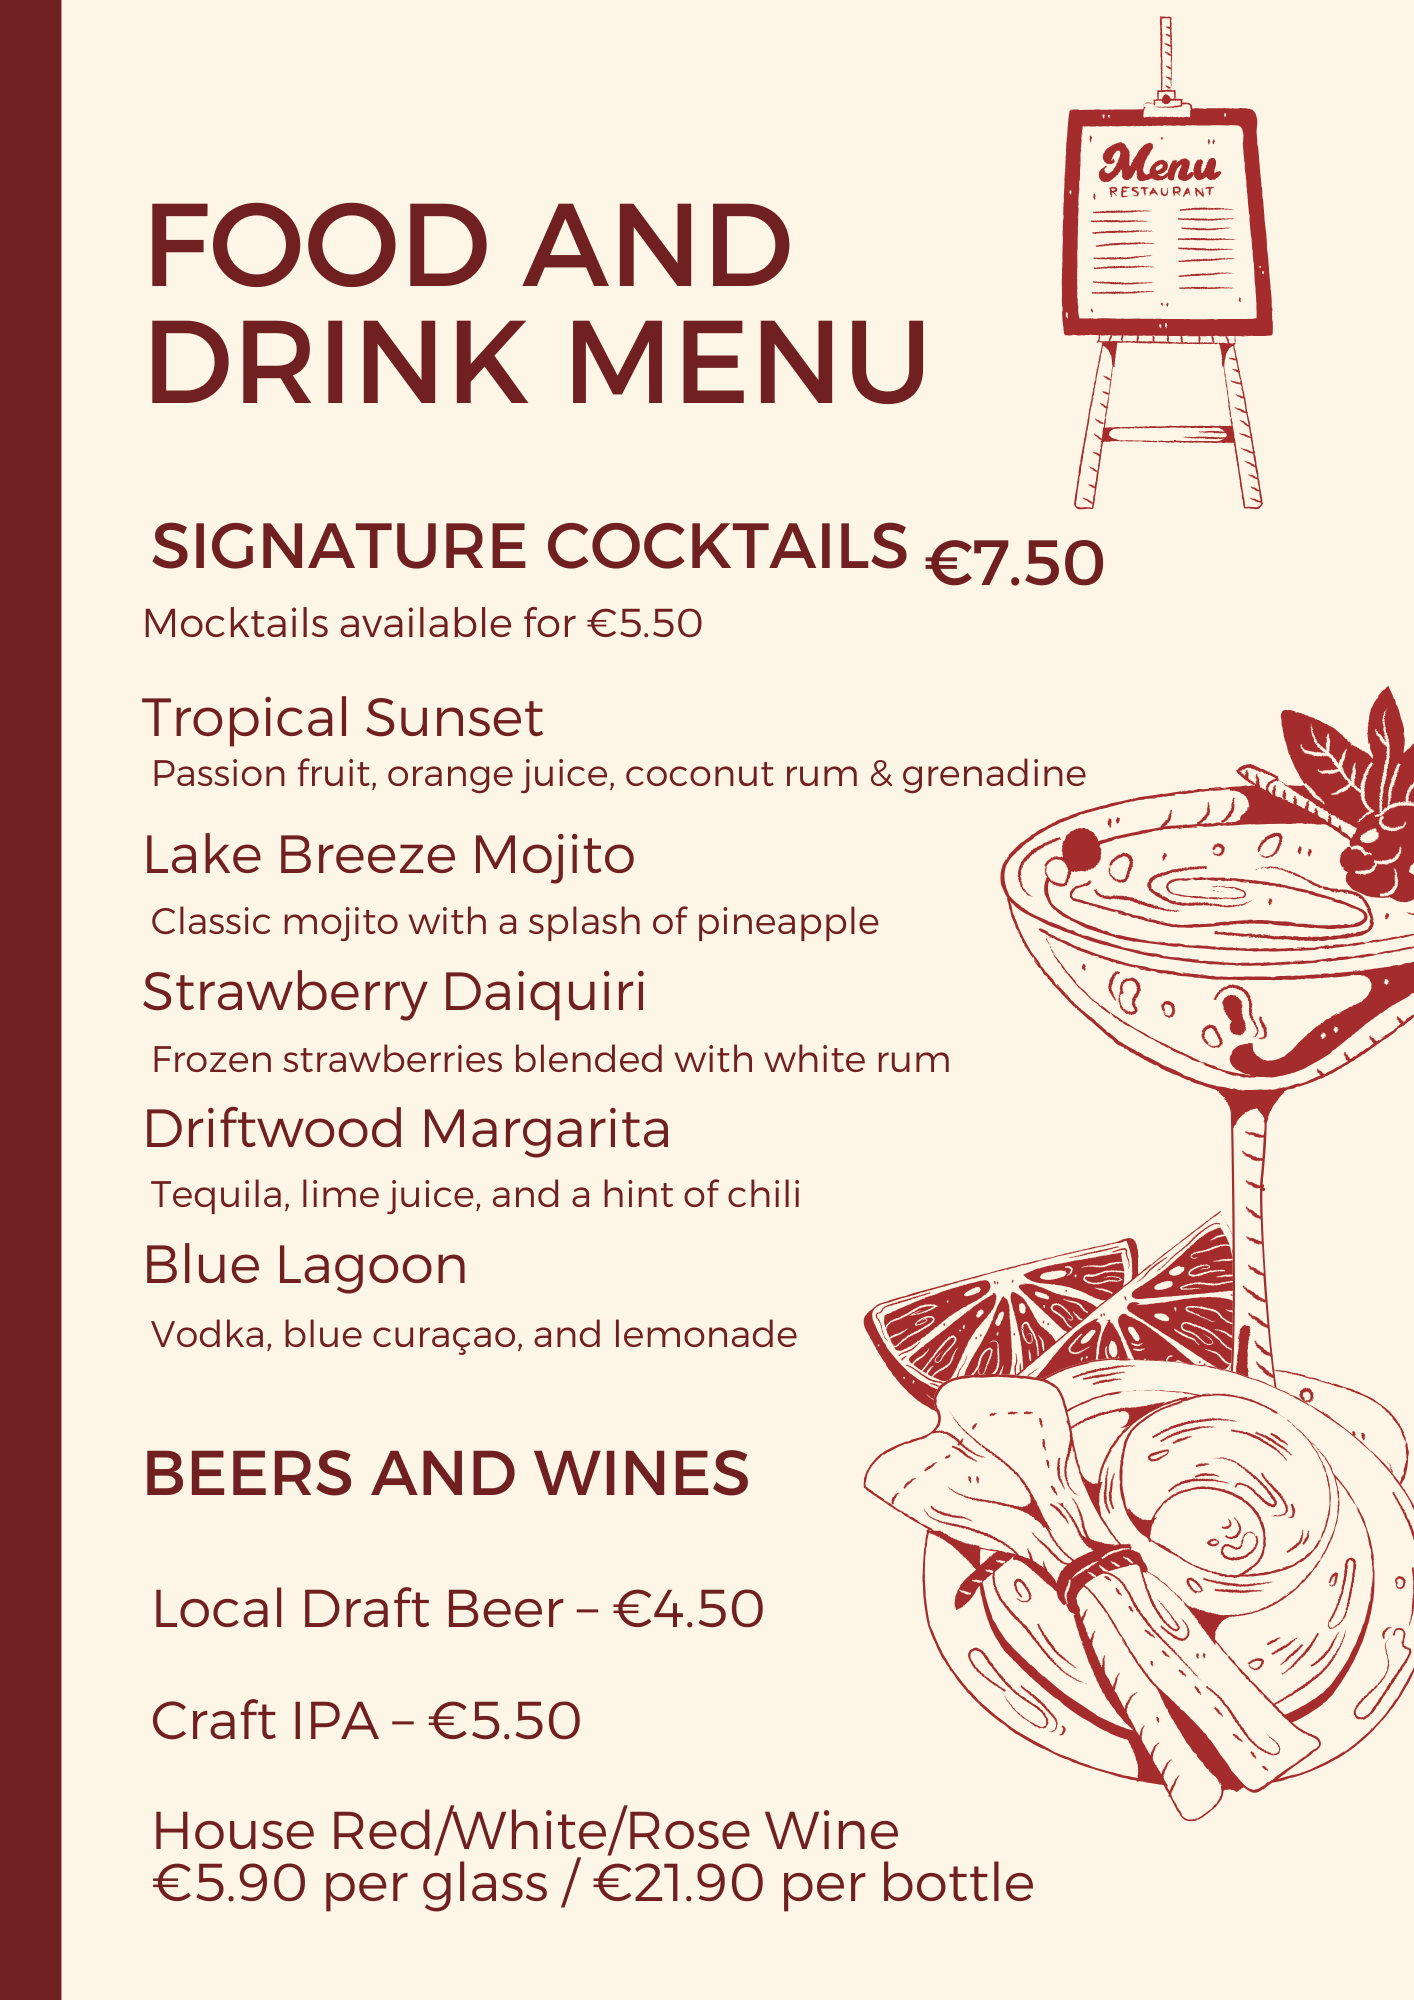 Menu
RESTAURANT
FOOD AND
DRINK MENU
SIGNATURE COCKTAILS €7.50
Mocktails available for €5.50
Tropical Sunset
Passion fruit, orange juice, coconut rum & grenadine
Lake Breeze Mojito
Classic mojito with a splash of pineapple
Strawberry Daiquiri
Frozen strawberries blended with white rum
Driftwood Margarita
Tequila, lime juice, and a hint of chili
Blue Lagoon
Vodka, blue curaçao, and lemonade
BEERS AND WINES
Local Draft Beer – €4.50
Craft IPA – €5.50
House Red/White/Rose Wine
€5.90 per glass / €21.90 per bottle